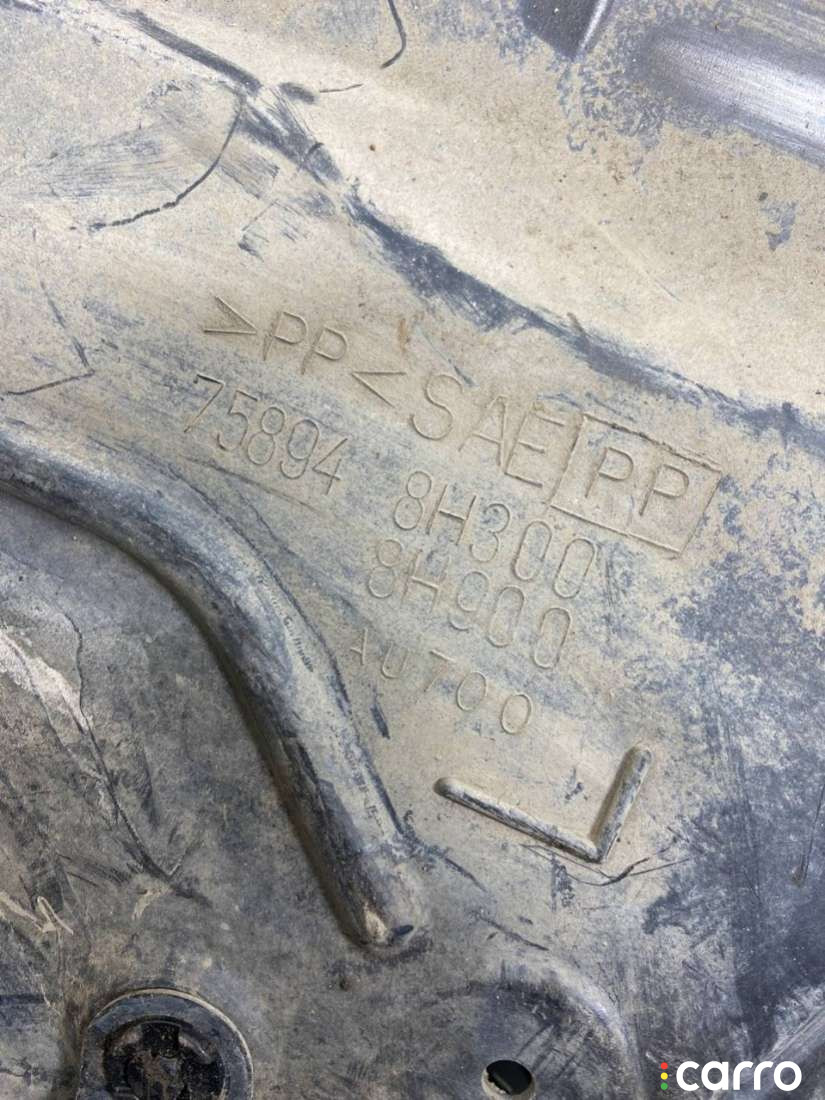 >PP< SAE PP
75894 8H300
8H900
AU700
carro